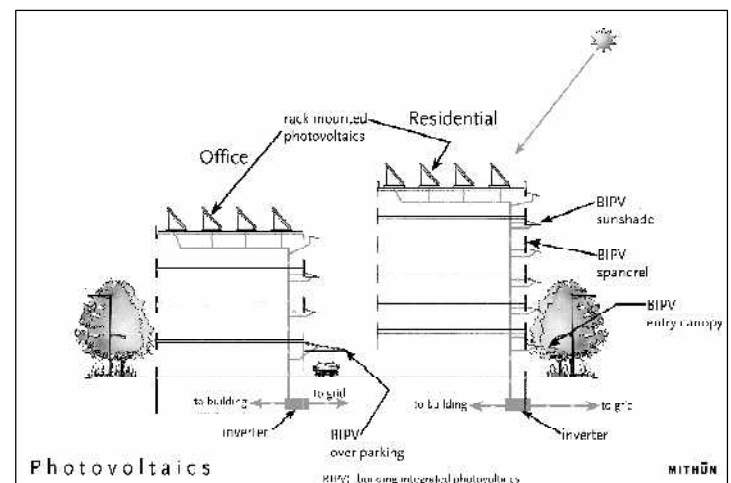 rack mounted
photovoltaics
Residential
Office
BIPV
sunshade
BIPV
spandrel
BIPV
entry canopy
to building
to grid
inverter
BIPV
over parking
to building
to grid
inverter
Photovoltaics
BIPV: building integrated photovoltaics
MITHŪN